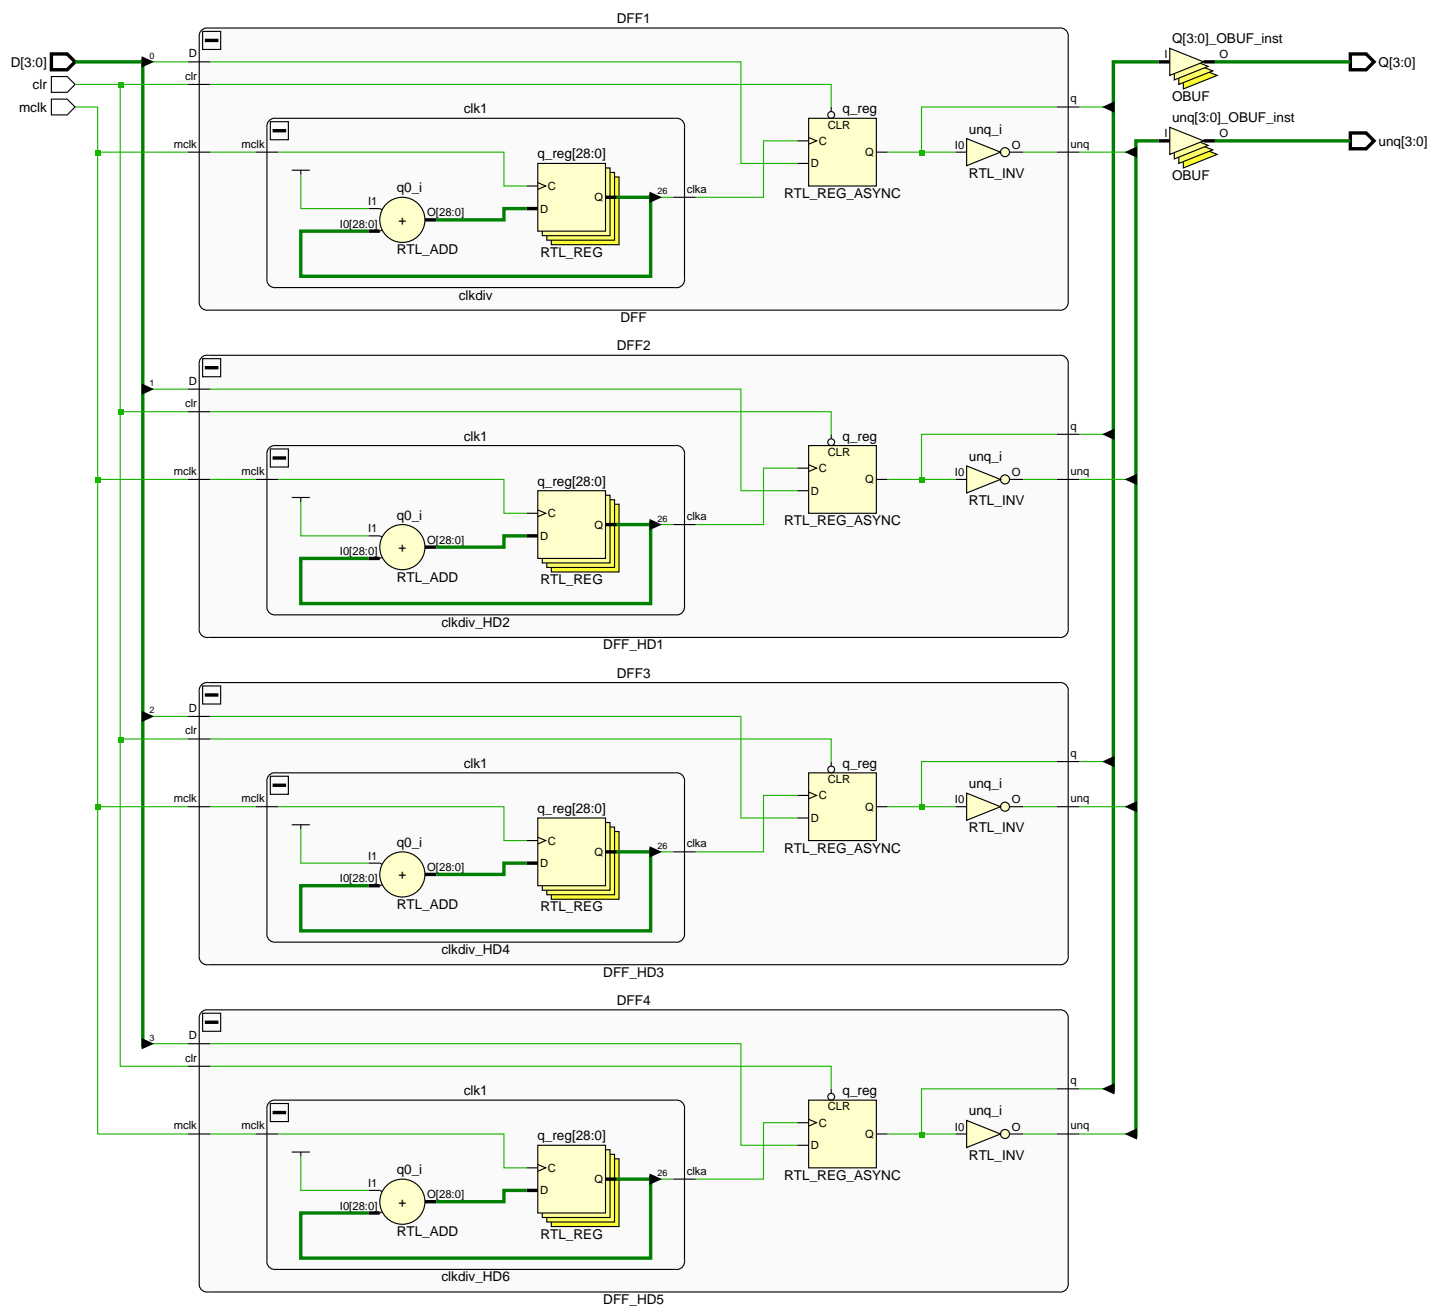 DFF1
D[3:0]
clr
mclk
0
D
clr
mclk
clk1
mclk
q0_i
I1
I0[28:0]
+
O[28:0]
RTL_ADD
q_reg[28:0]
C
D
Q
RTL_REG
26
clka
clkdiv
q_reg
CLR
C
D
Q
RTL_REG_ASYNC
unq_i
I0
O
RTL_INV
q
unq
DFF
Q[3:0]_OBUF_inst
I
O
OBUF
Q[3:0]
unq[3:0]_OBUF_inst
I
O
OBUF
unq[3:0]
DFF2
1
D
clr
mclk
clk1
mclk
q0_i
I1
I0[28:0]
+
O[28:0]
RTL_ADD
q_reg[28:0]
C
D
Q
RTL_REG
26
clka
clkdiv_HD2
q_reg
CLR
C
D
Q
RTL_REG_ASYNC
unq_i
I0
O
RTL_INV
q
unq
DFF_HD1
DFF3
2
D
clr
mclk
clk1
mclk
q0_i
I1
I0[28:0]
+
O[28:0]
RTL_ADD
q_reg[28:0]
C
D
Q
RTL_REG
26
clka
clkdiv_HD4
q_reg
CLR
C
D
Q
RTL_REG_ASYNC
unq_i
I0
O
RTL_INV
q
unq
DFF_HD3
DFF4
3
D
clr
mclk
clk1
mclk
q0_i
I1
I0[28:0]
+
O[28:0]
RTL_ADD
q_reg[28:0]
C
D
Q
RTL_REG
26
clka
clkdiv_HD6
q_reg
CLR
C
D
Q
RTL_REG_ASYNC
unq_i
I0
O
RTL_INV
q
unq
DFF_HD5